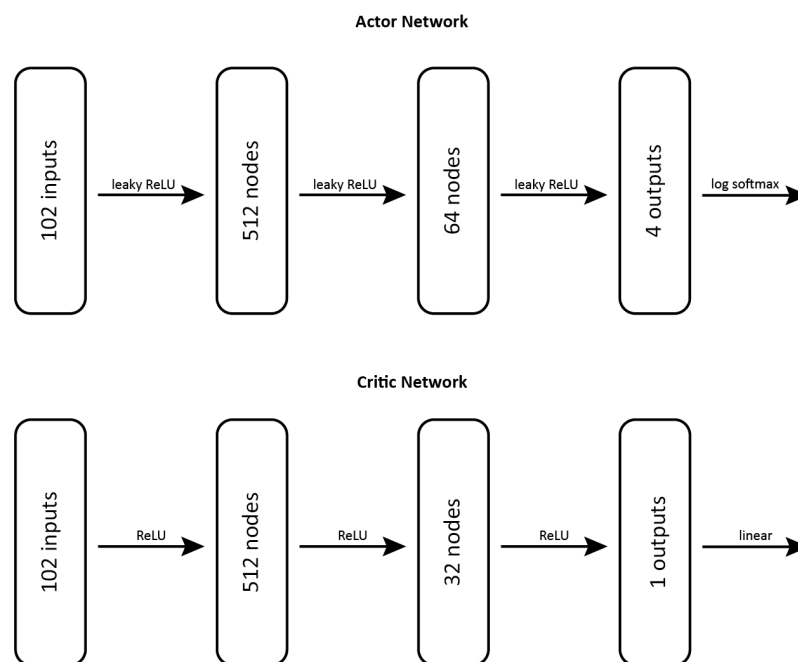 Actor Network
102 inputs
leaky ReLU
512 nodes
leaky ReLU
64 nodes
leaky ReLU
4 outputs
log softmax
Critic Network
102 inputs
ReLU
512 nodes
ReLU
32 nodes
ReLU
1 outputs
linear